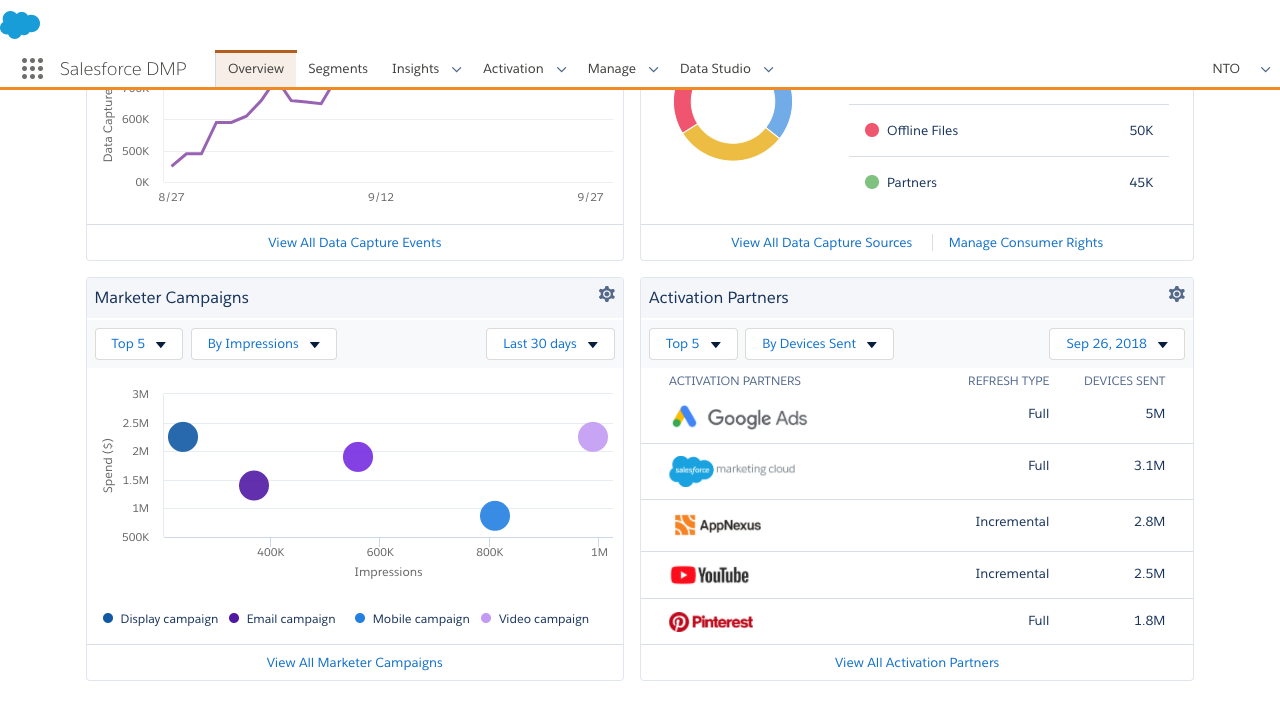 Salesforce DMP
Overview
Segments
Insights
Activation
Manage
Data Studio
NTO
Data Capture
600K
500K
0K
8/27
9/12
9/27
View All Data Capture Events
Offline Files
50K
Partners
45K
View All Data Capture Sources
Manage Consumer Rights
Marketer Campaigns
Top 5
By Impressions
Last 30 days
Spend ($)
3M
2.5M
2M
1.5M
1M
500K
400K
600K
800K
1M
Impressions
Display campaign
Email campaign
Mobile campaign
Video campaign
View All Marketer Campaigns
Activation Partners
Top 5
By Devices Sent
Sep 26, 2018
ACTIVATION PARTNERS
REFRESH TYPE
DEVICES SENT
Google Ads
Full
5M
salesforce marketing cloud
Full
3.1M
AppNexus
Incremental
2.8M
YouTube
Incremental
2.5M
Pinterest
Full
1.8M
View All Activation Partners